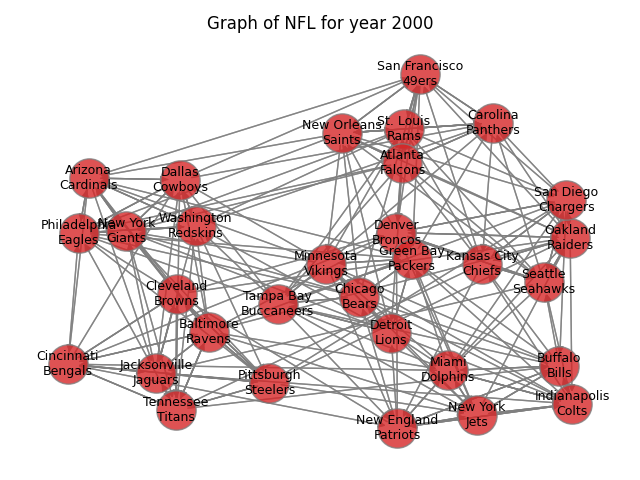 Graph of NFL for year 2000
San Francisco
49ers
New Orleans
Saints
St. Louis
Rams
Carolina
Panthers
Atlanta
Falcons
Arizona
Cardinals
Dallas
Cowboys
San Diego
Chargers
Philadelphia
Eagles
New York
Giants
Washington
Redskins
Denver
Broncos
Oakland
Raiders
Minnesota
Vikings
Green Bay
Packers
Kansas City
Chiefs
Seattle
Seahawks
Cleveland
Browns
Tampa Bay
Buccaneers
Chicago
Bears
Baltimore
Ravens
Detroit
Lions
Cincinnati
Bengals
Jacksonville
Jaguars
Pittsburgh
Steelers
Miami
Dolphins
Buffalo
Bills
Tennessee
Titans
New England
Patriots
New York
Jets
Indianapolis
Colts